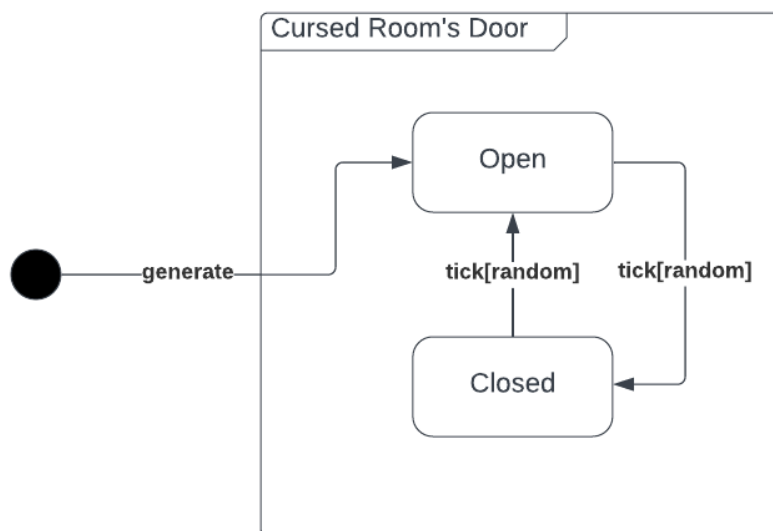 Cursed Room's Door
Open
generate
tick[random]
tick[random]
Closed